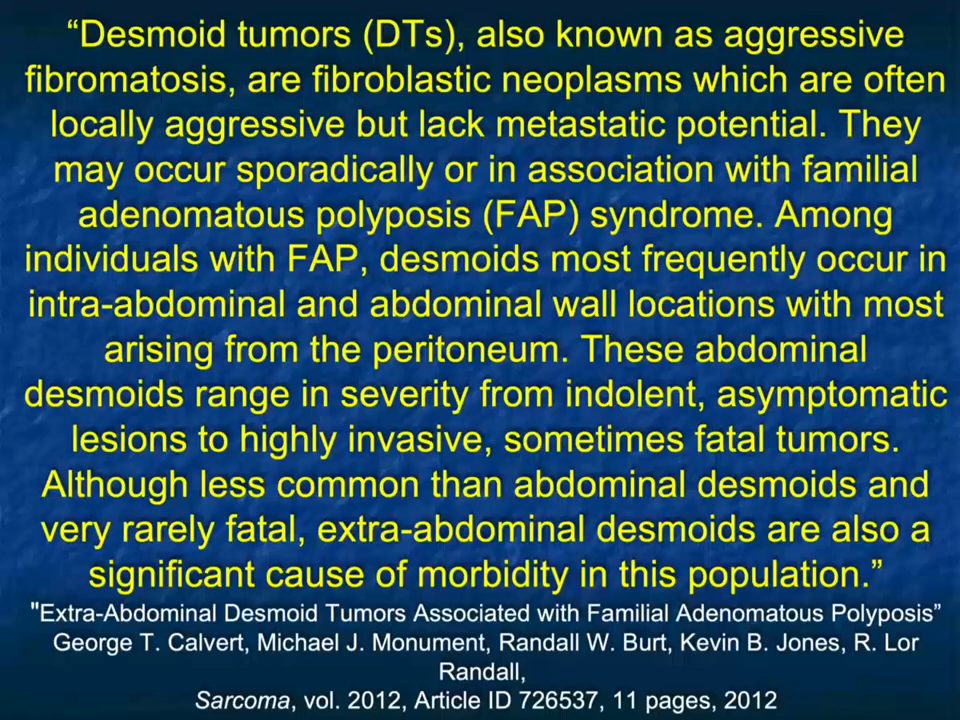 “Desmoid tumors (DTs), also known as aggressive
fibromatosis, are fibroblastic neoplasms which are often
locally aggressive but lack metastatic potential. They
may occur sporadically or in association with familial
adenomatous polyposis (FAP) syndrome. Among
individuals with FAP, desmoids most frequently occur in
intra-abdominal and abdominal wall locations with most
arising from the peritoneum. These abdominal
desmoids range in severity from indolent, asymptomatic
lesions to highly invasive, sometimes fatal tumors.
Although less common than abdominal desmoids and
very rarely fatal, extra-abdominal desmoids are also a
significant cause of morbidity in this population.”
"Extra-Abdominal Desmoid Tumors Associated with Familial Adenomatous Polyposis”
George T. Calvert, Michael J. Monument, Randall W. Burt, Kevin B. Jones, R. Lor
Randall,
Sarcoma, vol. 2012, Article ID 726537, 11 pages, 2012